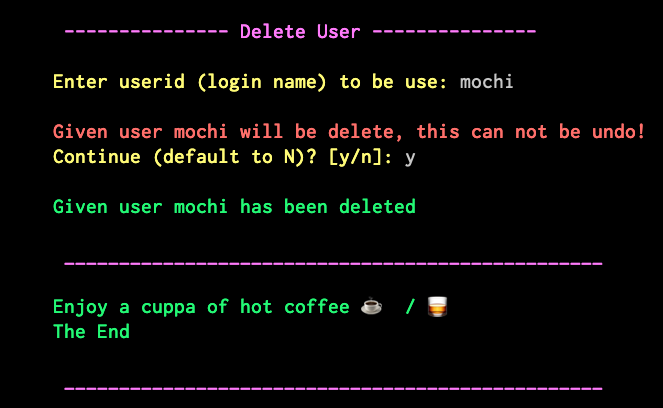 --------------- Delete User ---------------
Enter userid (login name) to be use: mochi
Given user mochi will be delete, this can not be undo!
Continue (default to N)? [y/n]: y
Given user mochi has been deleted
-------------------------------------------------
Enjoy a cuppa of hot coffee ☕ / 🥃
The End
-------------------------------------------------